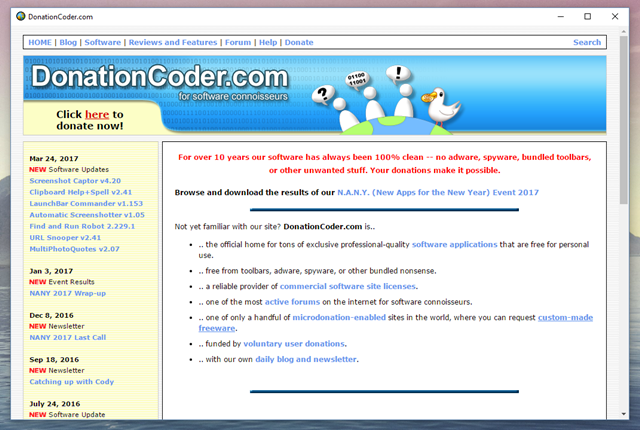 DonationCoder.com
HOME | Blog | Software | Reviews and Features | Forum | Help | Donate
Search
DonationCoder.com
for software connoisseurs
?
01100
11001
!
Click here to
donate now!
Mar 24, 2017
NEW Software Updates
Screenshot Captor v4.20
Clipboard Help+Spell v2.41
LaunchBar Commander v1.153
Automatic Screenshotter v1.05
Find and Run Robot 2.229.1
URL Snooper v2.41
MultiPhotoQuotes v2.07
Jan 3, 2017
NEW Event Results
NANY 2017 Wrap-up
Dec 8, 2016
NEW Newsletter
NANY 2017 Last Call
Sep 18, 2016
NEW Newsletter
Catching up with Cody
July 24, 2016
NEW Software Update
For over 10 years our software has always been 100% clean -- no adware, spyware, bundled toolbars,
or other unwanted stuff. Your donations make it possible.
Browse and download the results of our N.A.N.Y. (New Apps for the New Year) Event 2017
Not yet familiar with our site? DonationCoder.com is..
.. the official home for tons of exclusive professional-quality software applications that are free for personal
use.
.. free from toolbars, adware, spyware, or other bundled nonsense.
.. a reliable provider of commercial software site licenses.
.. one of the most active forums on the internet for software connoisseurs.
.. one of only a handful of microdonation-enabled sites in the world, where you can request custom-made
freeware.
.. funded by voluntary user donations.
.. with our own daily blog and newsletter.